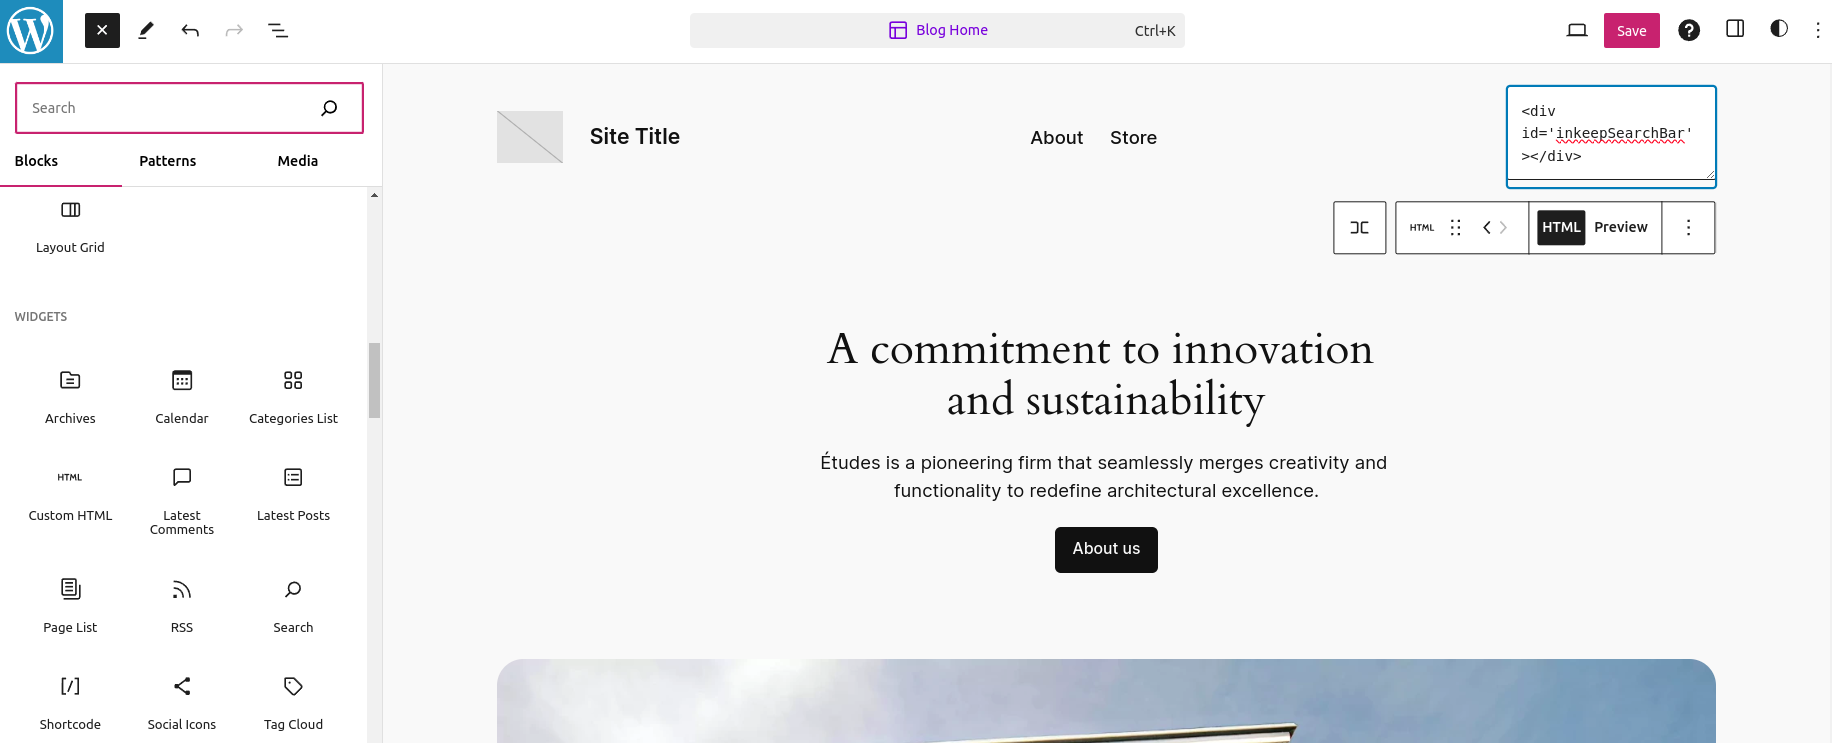 Blog Home
Ctrl+K
Save
Search
Blocks
Patterns
Media
Layout Grid
WIDGETS
Archives
Calendar
Categories List
HTML
Custom HTML
Latest
Comments
Latest Posts
Page List
RSS
Search
Shortcode
Social Icons
Tag Cloud
Site Title
About
Store
<div
id='inkeepSearchBar'
></div>
HTML
HTML
Preview
A commitment to innovation
and sustainability
Études is a pioneering firm that seamlessly merges creativity and
functionality to redefine architectural excellence.
About us